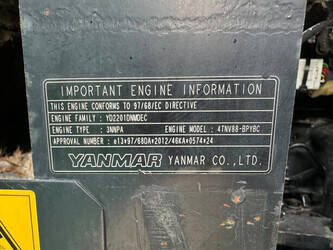 IMPORTANT ENGINE INFORMATION
THIS ENGINE CONFORMS TO 97/68/EC DIRECTIVE
ENGINE FAMILY : YD2201DNMDEC
ENGINE TYPE : 3NNPA ENGINE MODEL : 4TNV88-BPYBC
APPROVAL NUMBER : e13*97/68DA*2012/46KA*0574*24
YANMAR YANMAR CO.,LTD.